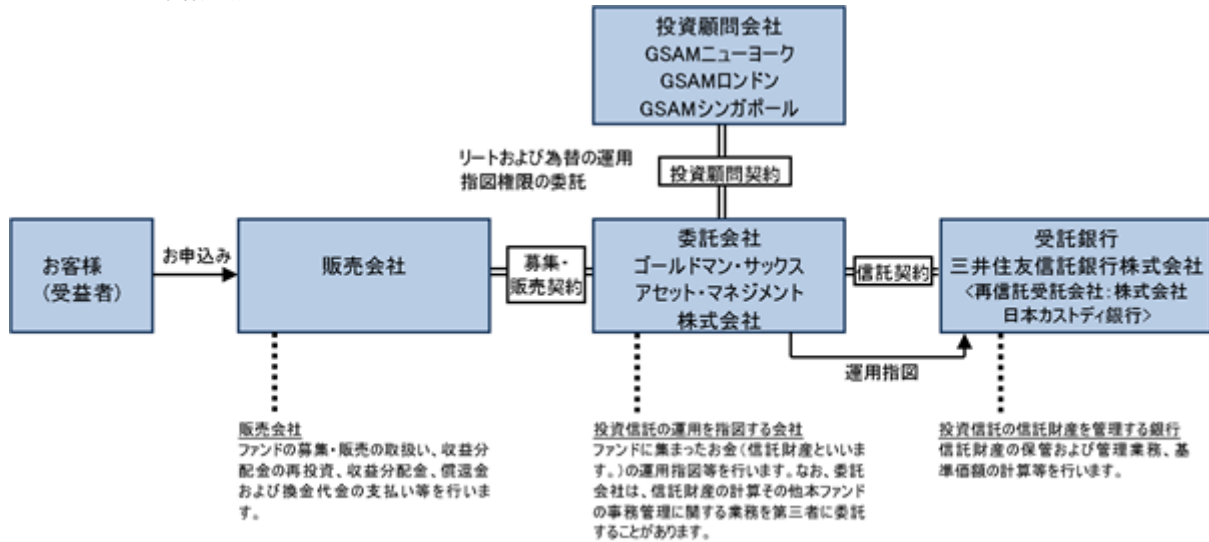 投資顧問会社
GSAMニューヨーク
GSAMロンドン
GSAMシンガポール
リートおよび為替の運用
指図権限の委託
投資顧問契約
お客様
(受益者)
お申込み
販売会社
募集・
販売契約
委託会社
ゴールドマン・サックス
アセット・マネジメント
株式会社
信託契約
受託銀行
三井住友信託銀行株式会社
<再信託受託会社:株式会社
日本カストディ銀行>
運用指図
販売会社
ファンドの募集・販売の取扱い、収益分
配金の再投資、収益分配金、償還金
および換金代金の支払い等を行いま
す。
投資信託の運用を指図する会社
ファンドに集まったお金(信託財産といいま
す。)の運用指図等を行います。なお、委託
会社は、信託財産の計算その他本ファンド
の事務管理に関する業務を第三者に委託
することがあります。
投資信託の信託財産を管理する銀行
信託財産の保管および管理業務、基
準価額の計算等を行います。